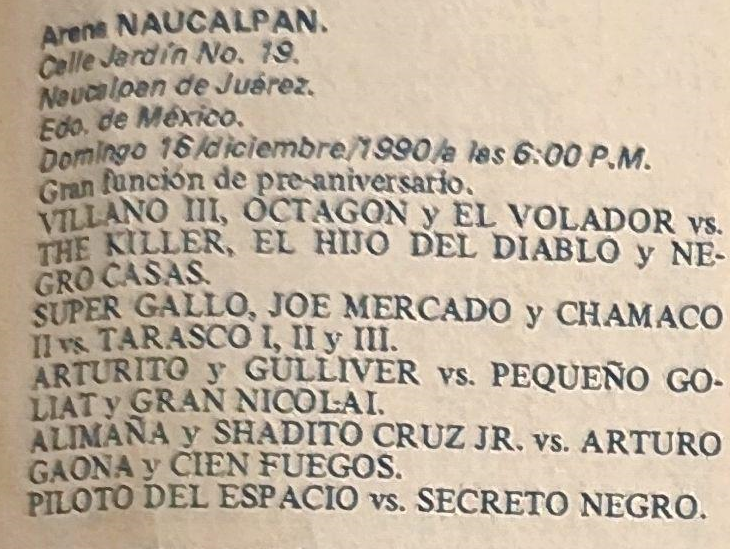 Arena NAUCALPAN.
Calle Jardín No. 19.
Naucalpan de Juárez.
Edo. de México.
Domingo 16/diciembre/1990/a las 6:00 P.M.
Gran función de pre-aniversario.
VILLANO III, OCTAGON y EL VOLADOR vs.
THE KILLER, EL HIJO DEL DIABLO y NE-
GRO CASAS.
SUPER GALLO, JOE MERCADO y CHAMACO
II vs. TARASCO I, II y III.
ARTURITO y GULLIVER vs. PEQUEÑO GO-
LIAT y GRAN NICOLAI.
ALIMAÑA y SHADITO CRUZ JR. vs. ARTURO
GAONA y CIEN FUEGOS.
PILOTO DEL ESPACIO vs. SECRETO NEGRO.